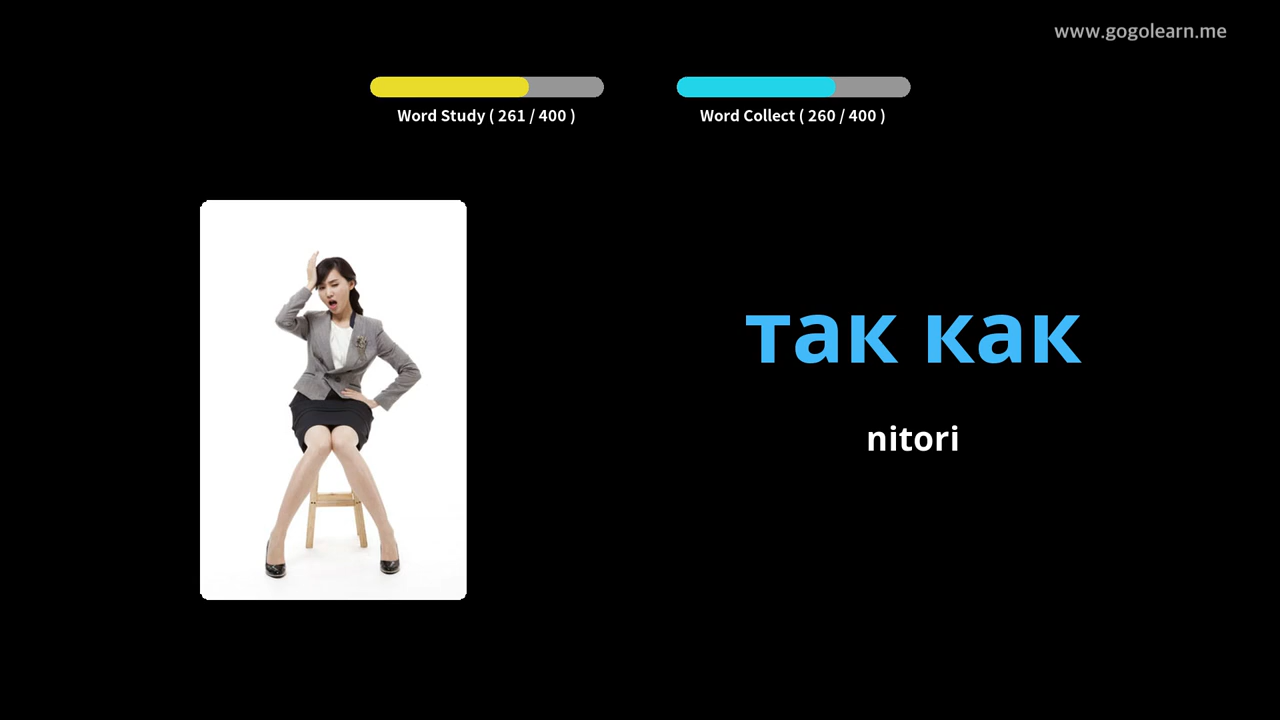 www.gogolearn.me
Word Study ( 261 / 400 )
Word Collect ( 260 / 400 )
так как
nitori